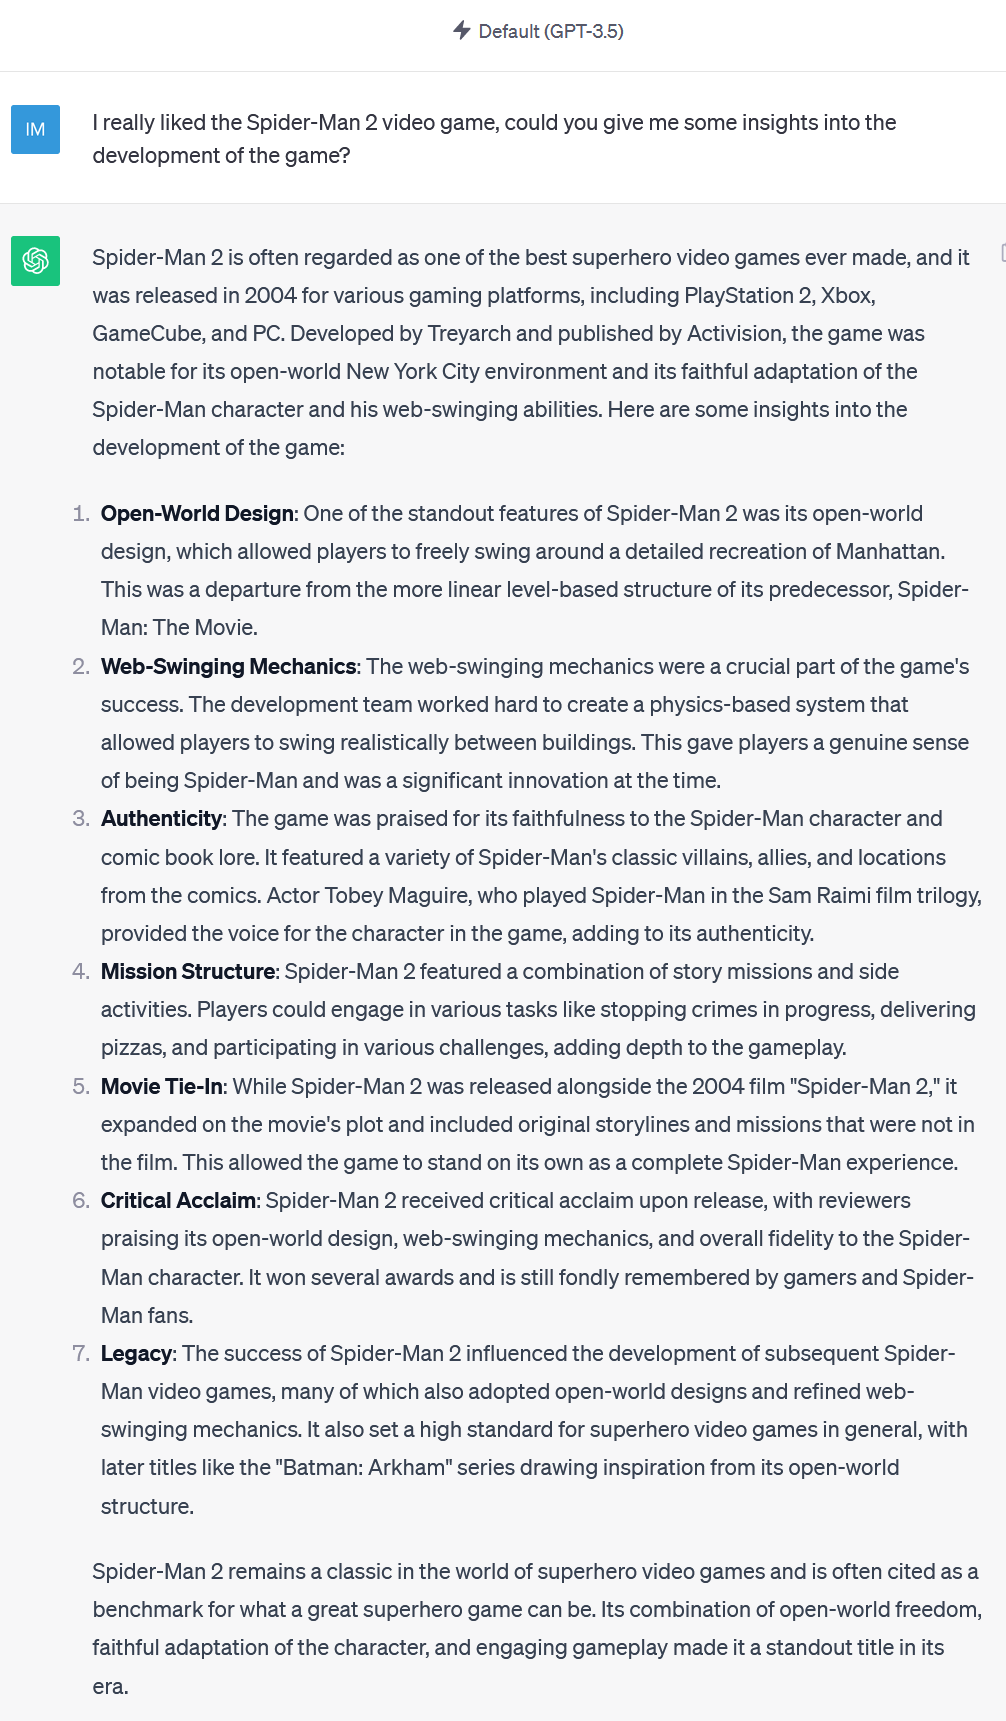 Default (GPT-3.5)
IM
I really liked the Spider-Man 2 video game, could you give me some insights into the
development of the game?
Spider-Man 2 is often regarded as one of the best superhero video games ever made, and it
was released in 2004 for various gaming platforms, including PlayStation 2, Xbox,
GameCube, and PC. Developed by Treyarch and published by Activision, the game was
notable for its open-world New York City environment and its faithful adaptation of the
Spider-Man character and his web-swinging abilities. Here are some insights into the
development of the game:
1. Open-World Design: One of the standout features of Spider-Man 2 was its open-world
design, which allowed players to freely swing around a detailed recreation of Manhattan.
This was a departure from the more linear level-based structure of its predecessor, Spider-
Man: The Movie.
2. Web-Swinging Mechanics: The web-swinging mechanics were a crucial part of the game's
success. The development team worked hard to create a physics-based system that
allowed players to swing realistically between buildings. This gave players a genuine sense
of being Spider-Man and was a significant innovation at the time.
3. Authenticity: The game was praised for its faithfulness to the Spider-Man character and
comic book lore. It featured a variety of Spider-Man's classic villains, allies, and locations
from the comics. Actor Tobey Maguire, who played Spider-Man in the Sam Raimi film trilogy,
provided the voice for the character in the game, adding to its authenticity.
4. Mission Structure: Spider-Man 2 featured a combination of story missions and side
activities. Players could engage in various tasks like stopping crimes in progress, delivering
pizzas, and participating in various challenges, adding depth to the gameplay.
5. Movie Tie-In: While Spider-Man 2 was released alongside the 2004 film "Spider-Man 2," it
expanded on the movie's plot and included original storylines and missions that were not in
the film. This allowed the game to stand on its own as a complete Spider-Man experience.
6. Critical Acclaim: Spider-Man 2 received critical acclaim upon release, with reviewers
praising its open-world design, web-swinging mechanics, and overall fidelity to the Spider-
Man character. It won several awards and is still fondly remembered by gamers and Spider-
Man fans.
7. Legacy: The success of Spider-Man 2 influenced the development of subsequent Spider-
Man video games, many of which also adopted open-world designs and refined web-
swinging mechanics. It also set a high standard for superhero video games in general, with
later titles like the "Batman: Arkham" series drawing inspiration from its open-world
structure.
Spider-Man 2 remains a classic in the world of superhero video games and is often cited as a
benchmark for what a great superhero game can be. Its combination of open-world freedom,
faithful adaptation of the character, and engaging gameplay made it a standout title in its
era.